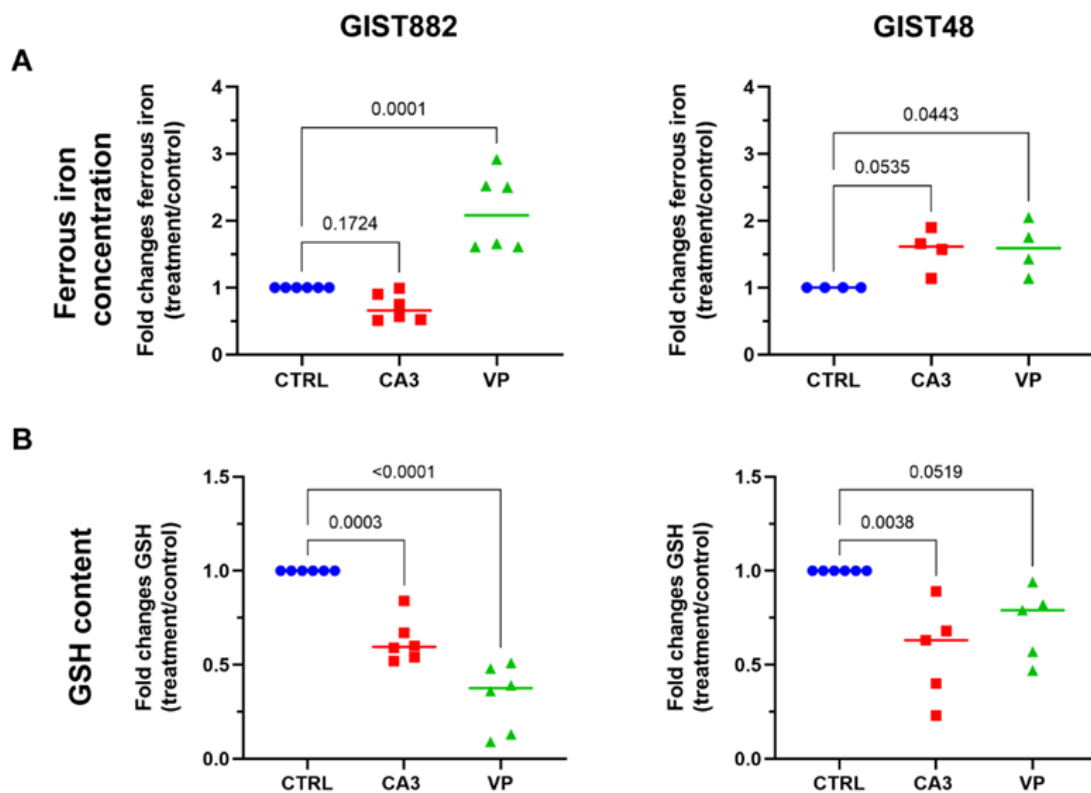 GIST882
GIST48
A
Ferrous iron
concentration
Fold changes ferrous iron
(treatment/control)
4
3
2
1
0
0.0001
0.1724
CTRL
CA3
VP
Fold changes ferrous iron
(treatment/control)
4
3
2
1
0
0.0443
0.0535
CTRL
CA3
VP
B
GSH content
Fold changes GSH
(treatment/control)
1.5
1.0
0.5
0.0
<0.0001
0.0003
CTRL
CA3
VP
Fold changes GSH
(treatment/control)
1.5
1.0
0.5
0.0
0.0519
0.0038
CTRL
CA3
VP